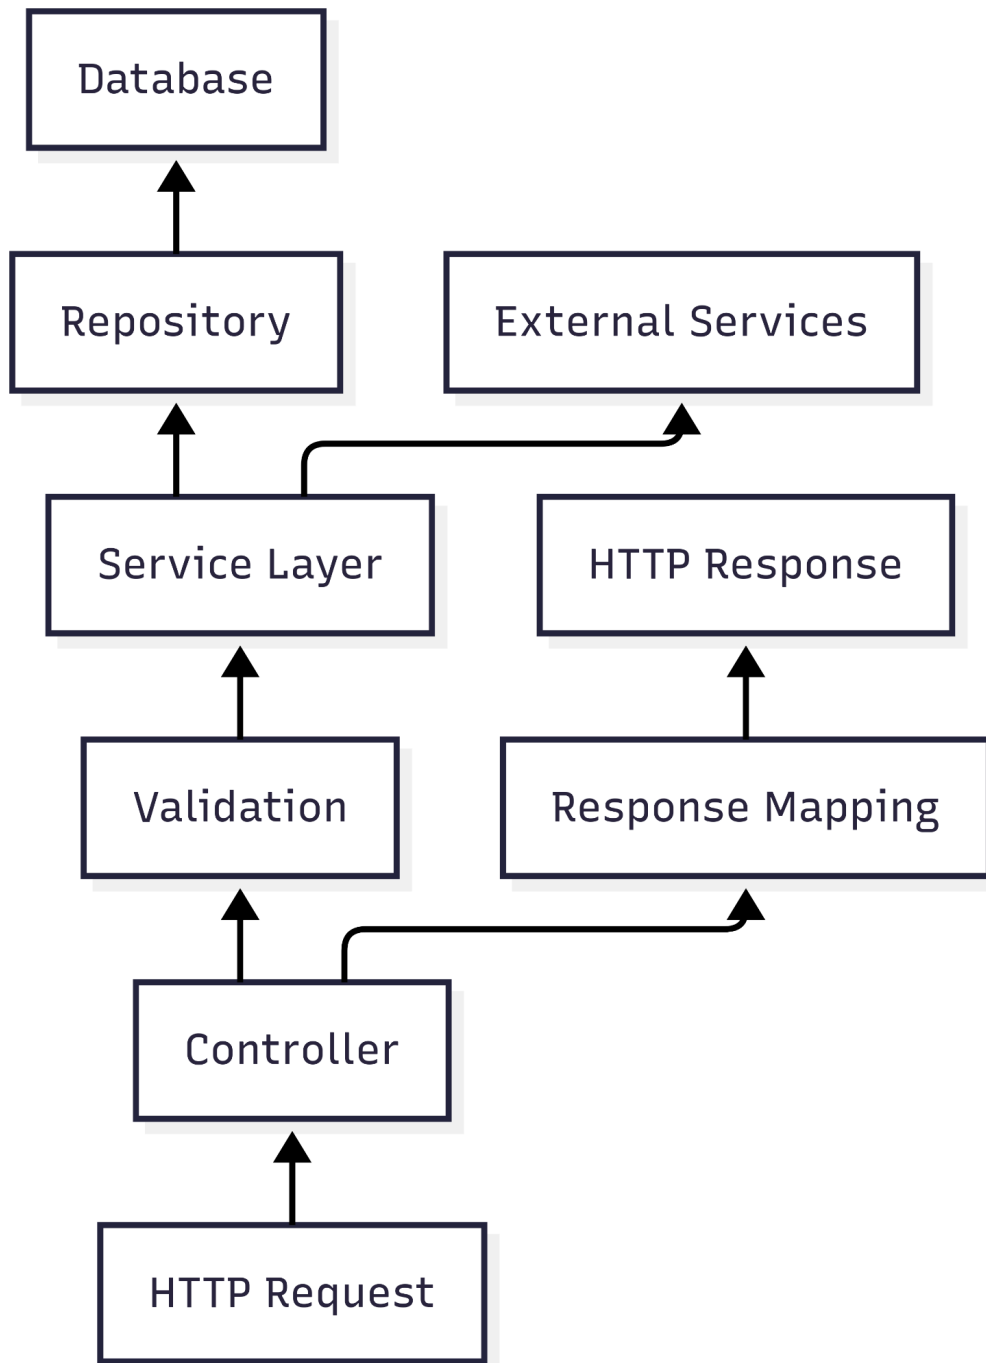 Database
Repository
External Services
Service Layer
HTTP Response
Validation
Response Mapping
Controller
HTTP Request